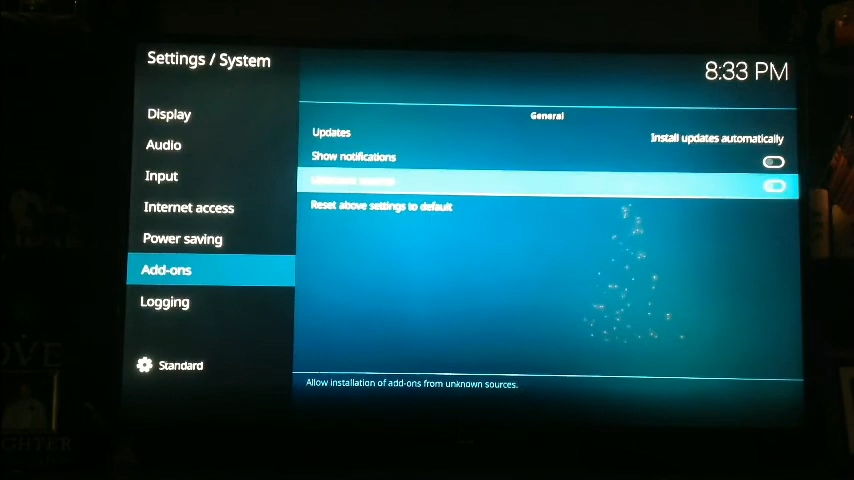 Settings / System
8:33 PM
Display
Audio
Input
Internet access
Power saving
Add-ons
Logging
Standard
General
Updates
Install updates automatically
Show notifications
Reset above settings to default
Allow installation of add-ons from unknown sources.